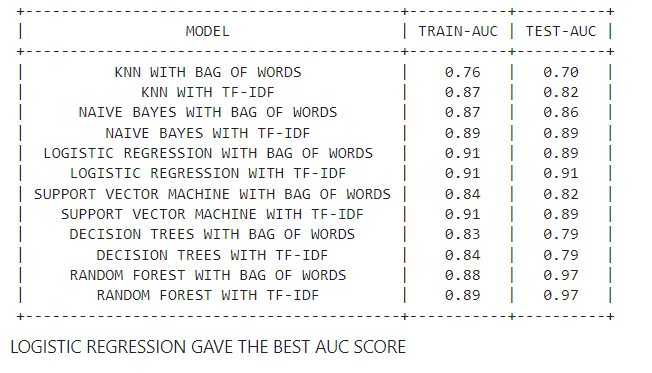 +------------------------------------------+-----------+----------+
| MODEL | TRAIN-AUC | TEST-AUC |
+------------------------------------------+-----------+----------+
| KNN WITH BAG OF WORDS | 0.76 | 0.70 |
| KNN WITH TF-IDF | 0.87 | 0.82 |
| NAIVE BAYES WITH BAG OF WORDS | 0.87 | 0.86 |
| NAIVE BAYES WITH TF-IDF | 0.89 | 0.89 |
| LOGISTIC REGRESSION WITH BAG OF WORDS | 0.91 | 0.89 |
| LOGISTIC REGRESSION WITH TF-IDF | 0.91 | 0.91 |
| SUPPORT VECTOR MACHINE WITH BAG OF WORDS | 0.84 | 0.82 |
| SUPPORT VECTOR MACHINE WITH TF-IDF | 0.91 | 0.89 |
| DECISION TREES WITH BAG OF WORDS | 0.83 | 0.79 |
| DECISION TREES WITH TF-IDF | 0.84 | 0.79 |
| RANDOM FOREST WITH BAG OF WORDS | 0.88 | 0.97 |
| RANDOM FOREST WITH TF-IDF | 0.89 | 0.97 |
+------------------------------------------+-----------+----------+
LOGISTIC REGRESSION GAVE THE BEST AUC SCORE